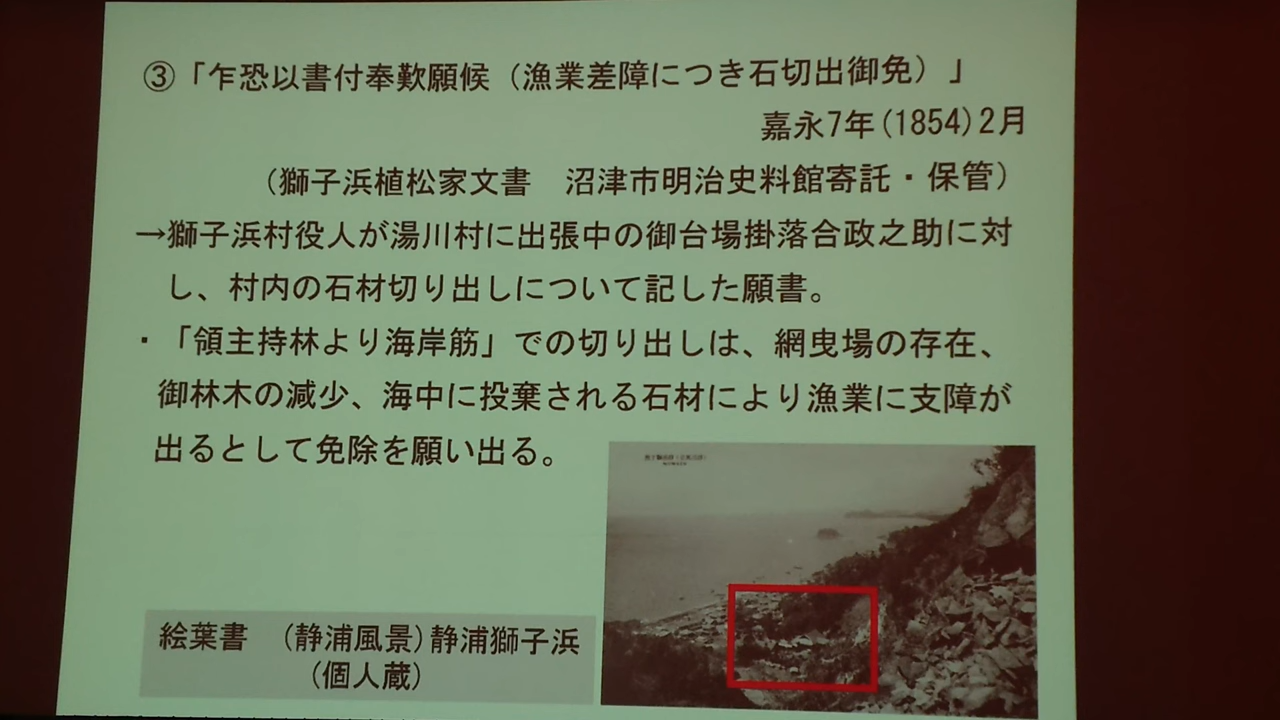 ③「乍恐以書付奉歎願候（漁業差障につき石切出御免）」
嘉永7年(1854)2月
（獅子浜植松家文書　沼津市明治史料館寄託・保管）
→獅子浜村役人が湯川村に出張中の御台場掛落合政之助に対
し、村内の石材切り出しについて記した願書。
・「領主持林より海岸筋」での切り出しは、網曳場の存在、
御林木の減少、海中に投棄される石材により漁業に支障が
出るとして免除を願い出る。
絵葉書　(静浦風景)静浦獅子浜
(個人蔵)